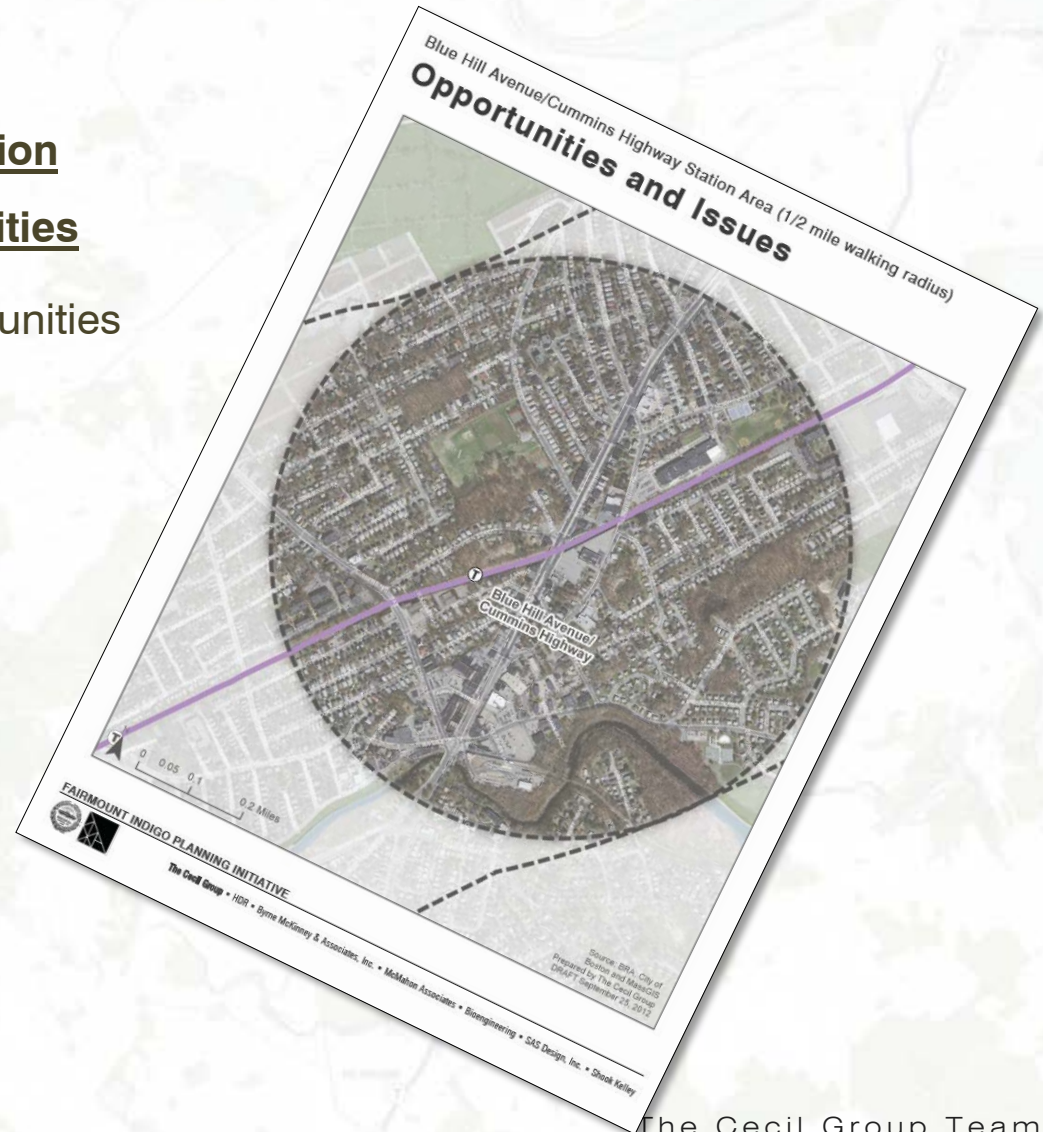 ion
ities
unities
Blue Hill Avenue/Cummins Highway Station Area (1/2 mile walking radius)
Opportunities and Issues
T
Blue Hill Avenue/
Cummins Highway
T
0 0.05 0.1 0.2 Miles
FAIRMOUNT INDIGO PLANNING INITIATIVE
The Cecil Group • HDR • Byrne McKinney & Associates, Inc. • McMahon Associates • Bioengineering • SAS Design, Inc. • Shook Kelley
Source: BRA, City of
Boston and MassGIS
Prepared by The Cecil Group
DRAFT September 25, 2012
The Cecil Group Team